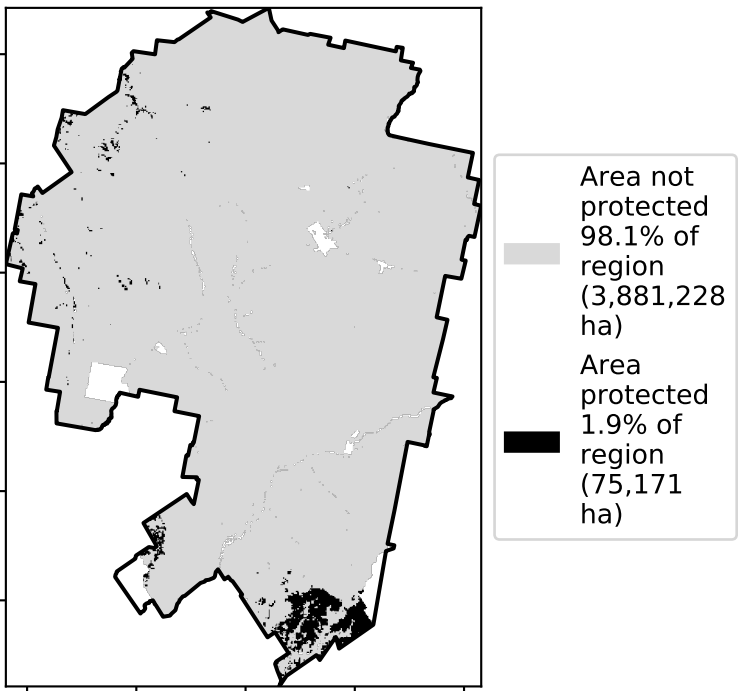 Area not
protected
98.1% of
region
(3,881,228
ha)
Area
protected
1.9% of
region
(75,171
ha)